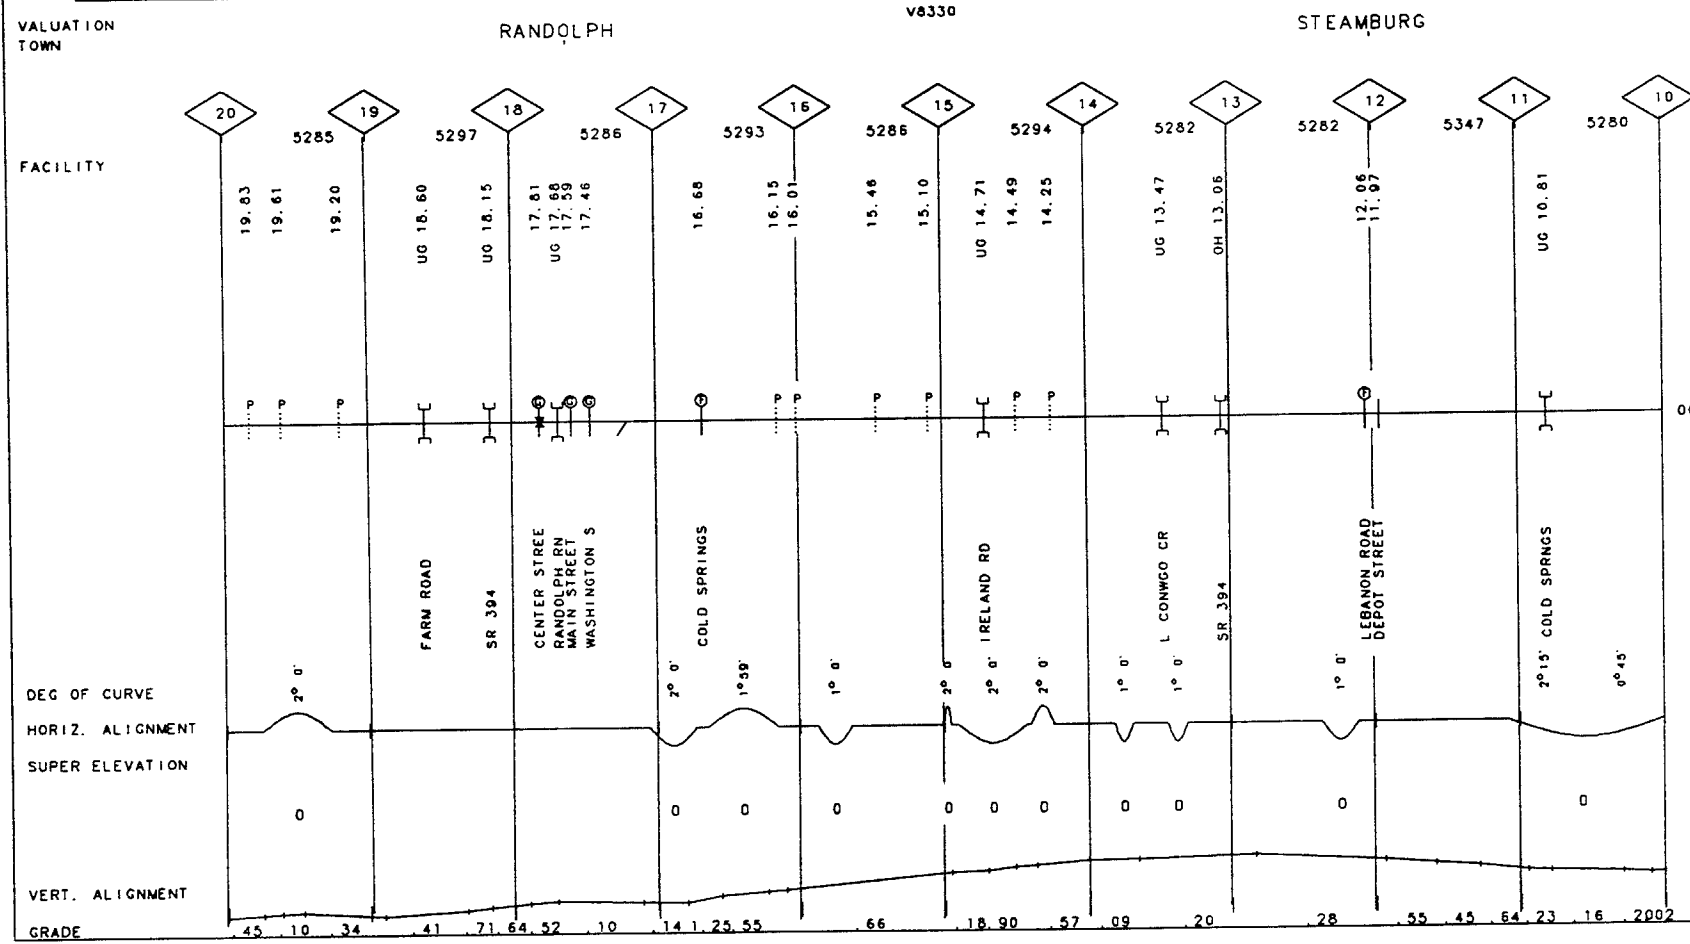 V8330
VALUATION
TOWN
RANDOLPH
STEAMBURG
20
19
18
17
16
15
14
13
12
11
10
5285
5297
5286
5293
5286
5294
5282
5282
5347
5280
FACILITY
19.83
19.61
19.20
UG 18.60
UG 18.15
17.81
UG 17.68
17.59
17.46
16.68
16.15
16.01
15.46
15.10
UG 14.71
14.49
14.25
UG 13.47
OH 13.06
12.06
11.97
UG 10.81
P
P
P
G
G
G
P
P
P
P
P
P
FARM ROAD
SR 394
CENTER STREE
RANDOLPH RN
MAIN STREET
WASHINGTON S
COLD SPRINGS
IRELAND RD
L CONWGO CR
SR 394
LEBANON ROAD
DEPOT STREET
COLD SPRNGS
DEG OF CURVE
2° 0'
2° 0'
1° 59'
1° 0'
2° 0'
2° 0'
2° 0'
1° 0'
1° 0'
1° 0'
2° 15'
0° 45'
HORIZ. ALIGNMENT
SUPER ELEVATION
0
0
0
0
0
0
0
0
0
0
0
VERT. ALIGNMENT
GRADE
.45 .10 .34 .41 .71 .64 .52 .10 .14 1.25 .55 .66 .18 .90 .57 .09 .20 .28 .55 .45 .64 .23 .16 .2002